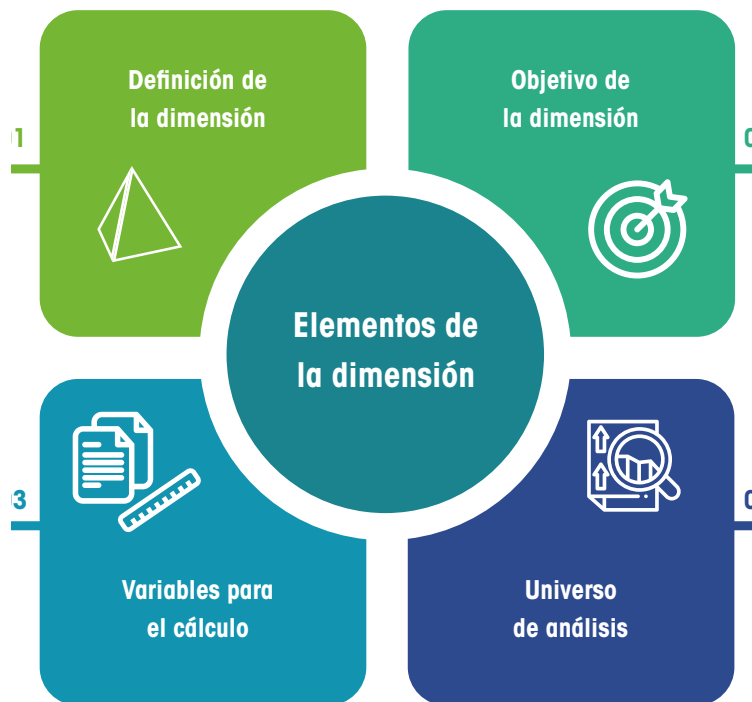 Definición de
la dimensión
Objetivo de
la dimensión
Elementos de
la dimensión
Variables para
el cálculo
Universo
de análisis